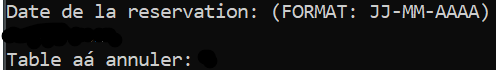 Date de la reservation: (FORMAT: JJ-MM-AAAA)
Table aá annuler: